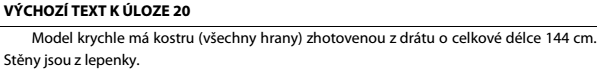 VÝCHOZÍ TEXT K ÚLOZE 20
Model krychle má kostru (všechny hrany) zhotovenou z drátu o celkové délce 144 cm.
Stěny jsou z lepenky.